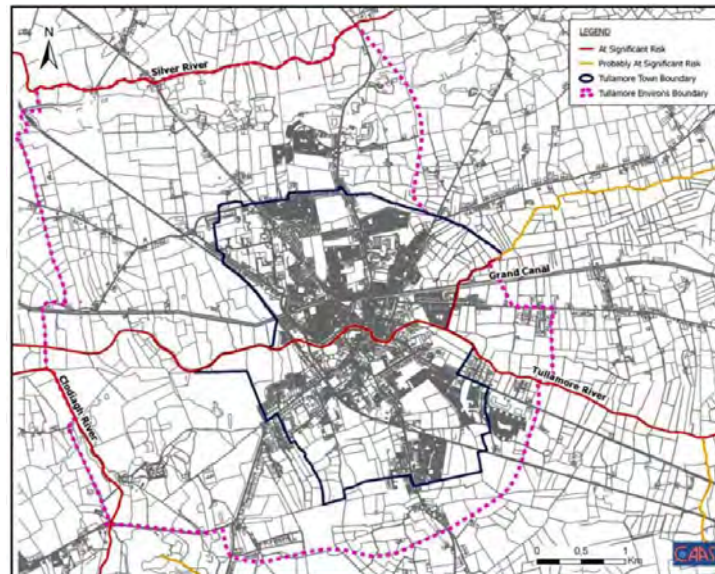 N
Silver River
LEGEND
At Significant Risk
Probably At Significant Risk
Tullamore Town Boundary
Tullamore Environs Boundary
Grand Canal
Tullamore River
Clodiagh River
0 0,5 1
Km
CAAS